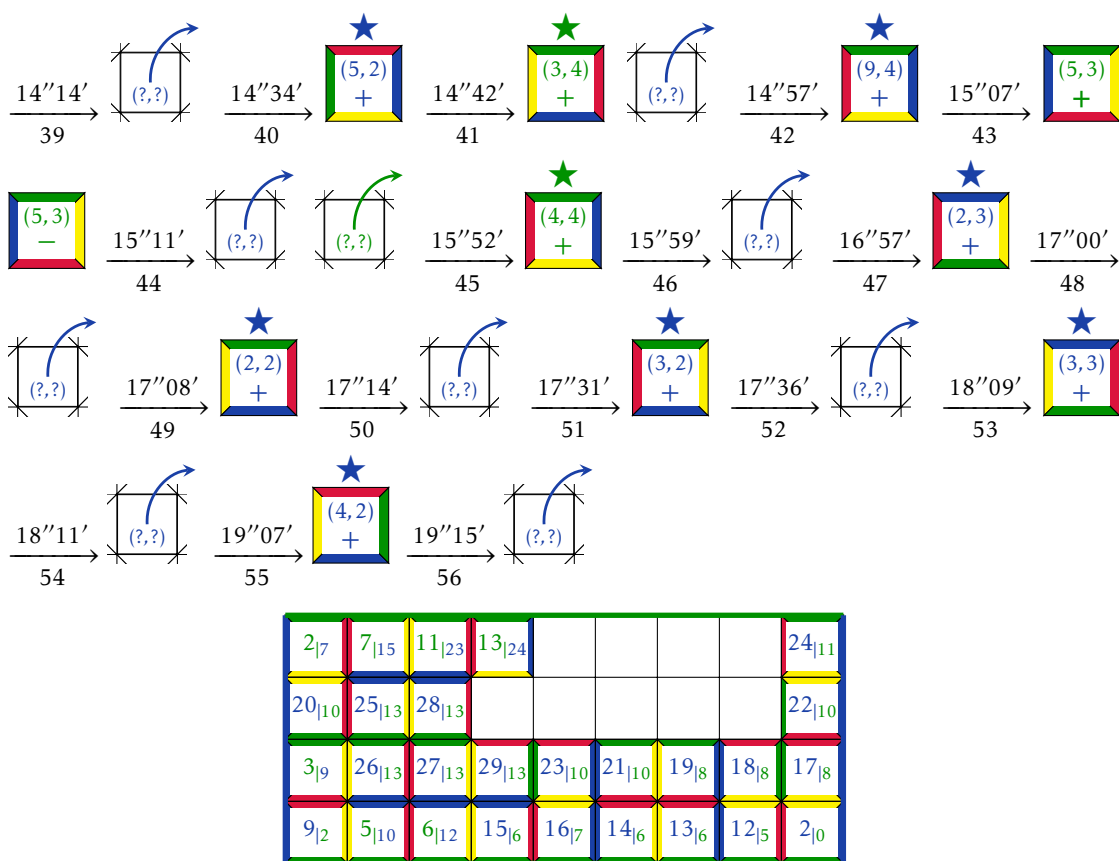 14″14′ 14″34′ 14″42′ 14″57′ 15″07′
(?,?) (5,2) + (3,4) + (?,?) (9,4) + (5,3) +
39 40 41 42 43
(5,3) − (?,?) (?,?) (4,4) + (?,?) (2,3) +
15″11′ 15″52′ 15″59′ 16″57′ 17″00′
44 45 46 47 48
(?,?) (2,2) + (?,?) (3,2) + (?,?) (3,3) +
17″08′ 17″14′ 17″31′ 17″36′ 18″09′
49 50 51 52 53
(?,?) (4,2) + (?,?)
18″11′ 19″07′ 19″15′
54 55 56
2|7 7|15 11|23 13|24 24|11
20|10 25|13 28|13 22|10
3|9 26|13 27|13 29|13 23|10 21|10 19|8 18|8 17|8
9|2 5|10 6|12 15|6 16|7 14|6 13|6 12|5 2|0